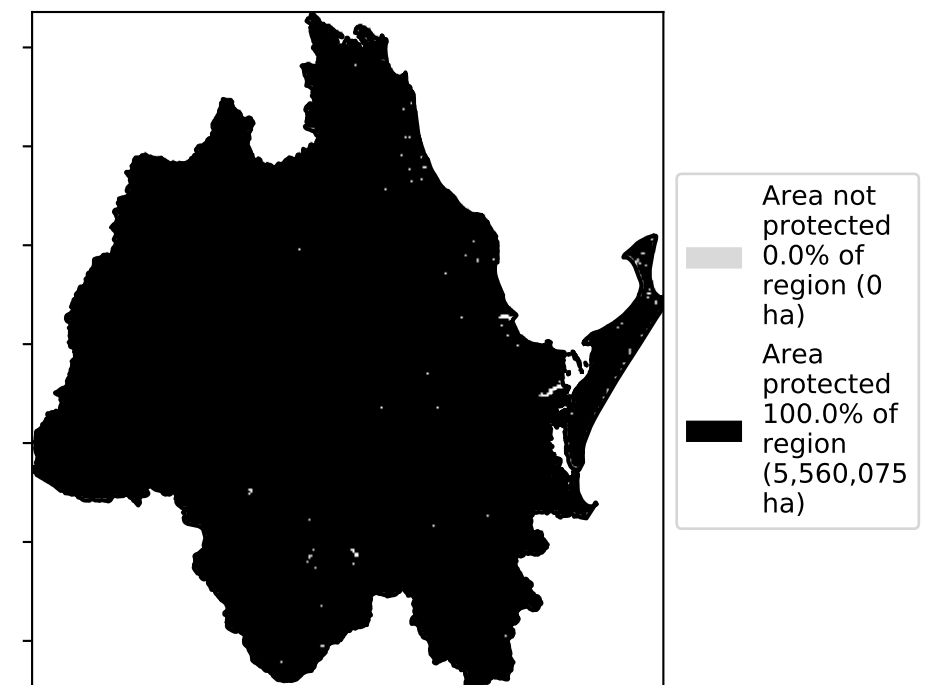 Area not
protected
0.0% of
region (0
ha)
Area
protected
100.0% of
region
(5,560,075
ha)